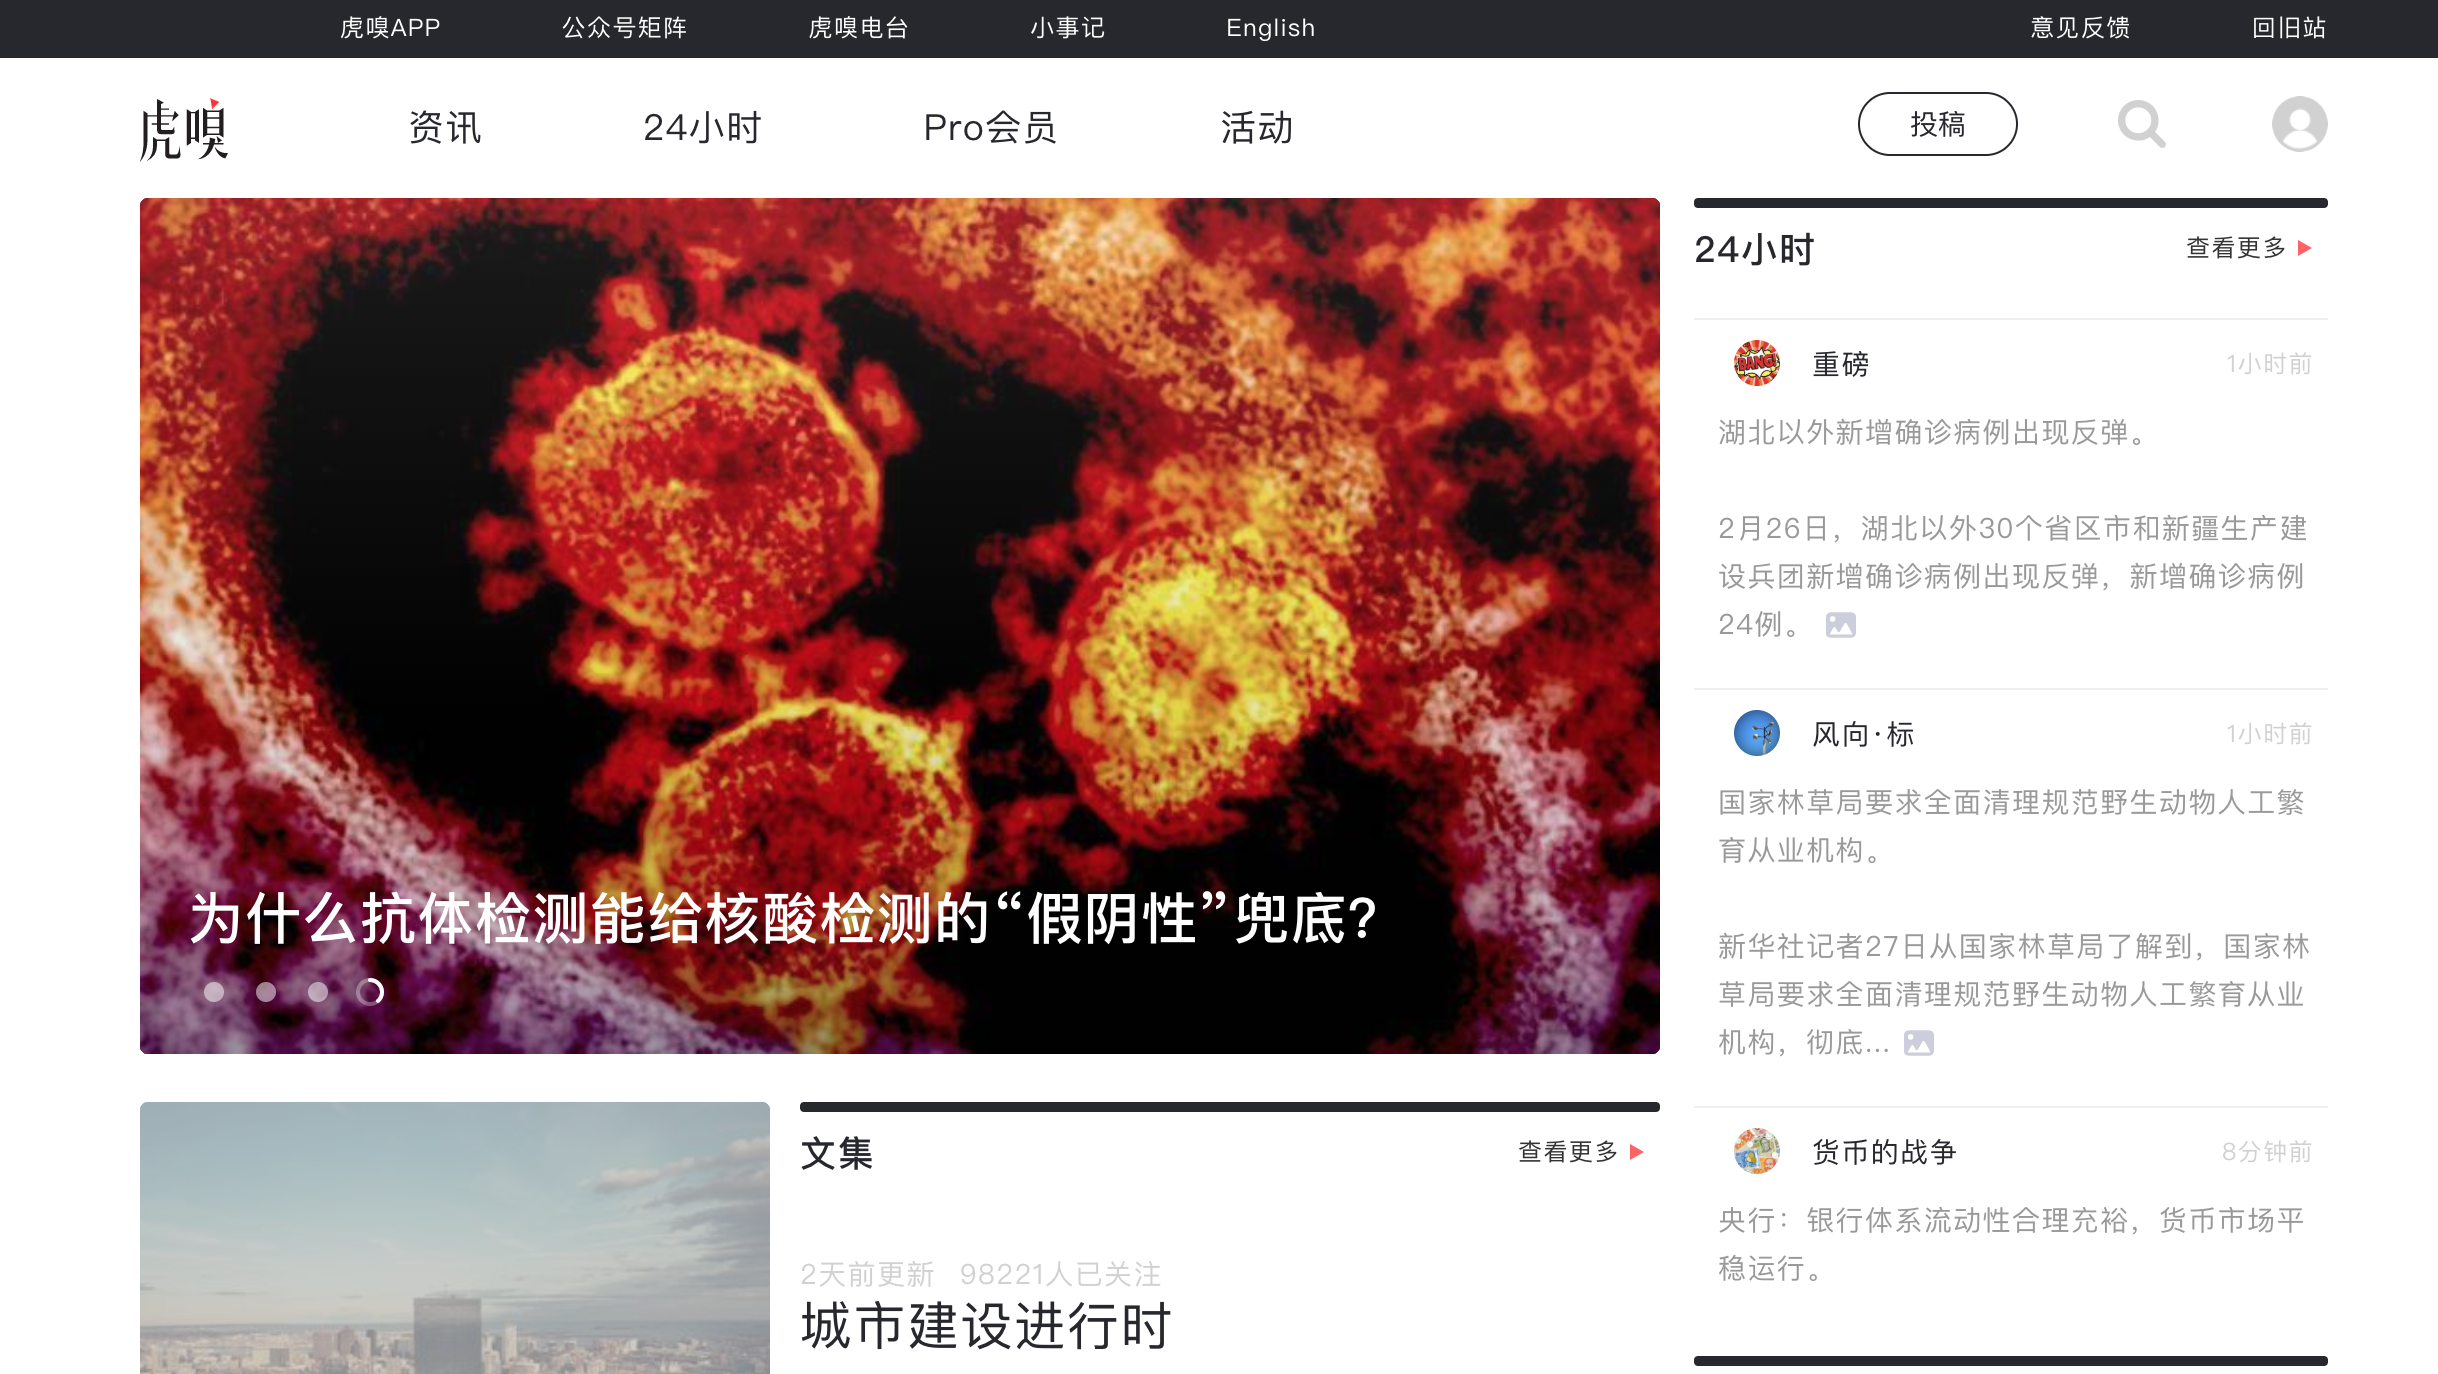 虎嗅APP 公众号矩阵 虎嗅电台 小事记 English 意见反馈 回旧站
虎嗅 资讯 24小时 Pro会员 活动 投稿
为什么抗体检测能给核酸检测的“假阴性”兜底?
24小时 查看更多
重磅 1小时前
湖北以外新增确诊病例出现反弹。
2月26日，湖北以外30个省区市和新疆生产建
设兵团新增确诊病例出现反弹，新增确诊病例
24例。
风向·标 1小时前
国家林草局要求全面清理规范野生动物人工繁
育从业机构。
新华社记者27日从国家林草局了解到，国家林
草局要求全面清理规范野生动物人工繁育从业
机构，彻底...
货币的战争 8分钟前
央行：银行体系流动性合理充裕，货币市场平
稳运行。
文集 查看更多
2天前更新 98221人已关注
城市建设进行时
BANG!